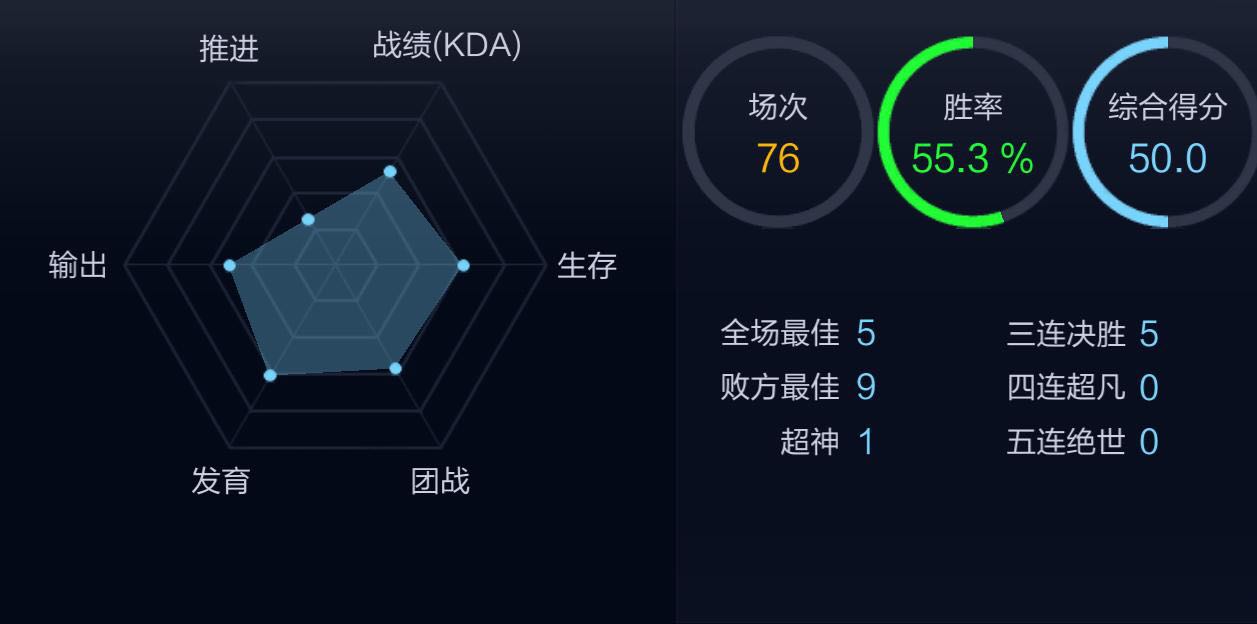 推进
战绩(KDA)
输出
生存
发育
团战
场次
76
胜率
55.3 %
综合得分
50.0
全场最佳 5
三连决胜 5
败方最佳 9
四连超凡 0
超神 1
五连绝世 0